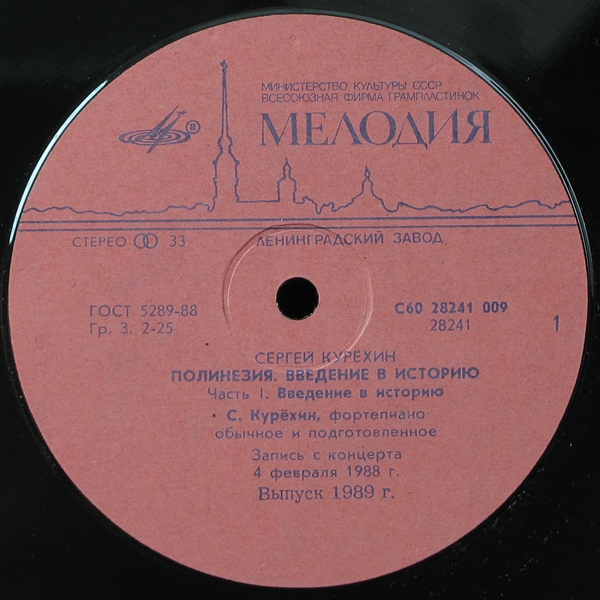 МИНИСТЕРСТВО КУЛЬТУРЫ СССР
ВСЕСОЮЗНАЯ ФИРМА ГРАМПЛАСТИНОК
МЕЛОДИЯ
®
СТЕРЕО 33
ЛЕНИНГРАДСКИЙ ЗАВОД
ГОСТ 5289-88
Гр. 3. 2-25
С60 28241 009
28241
1
СЕРГЕЙ КУРЕХИН
ПОЛИНЕЗИЯ. ВВЕДЕНИЕ В ИСТОРИЮ
Часть I. Введение в историю
С. Курёхин, фортепиано
обычное и подготовленное
Запись с концерта
4 февраля 1988 г.
Выпуск 1989 г.